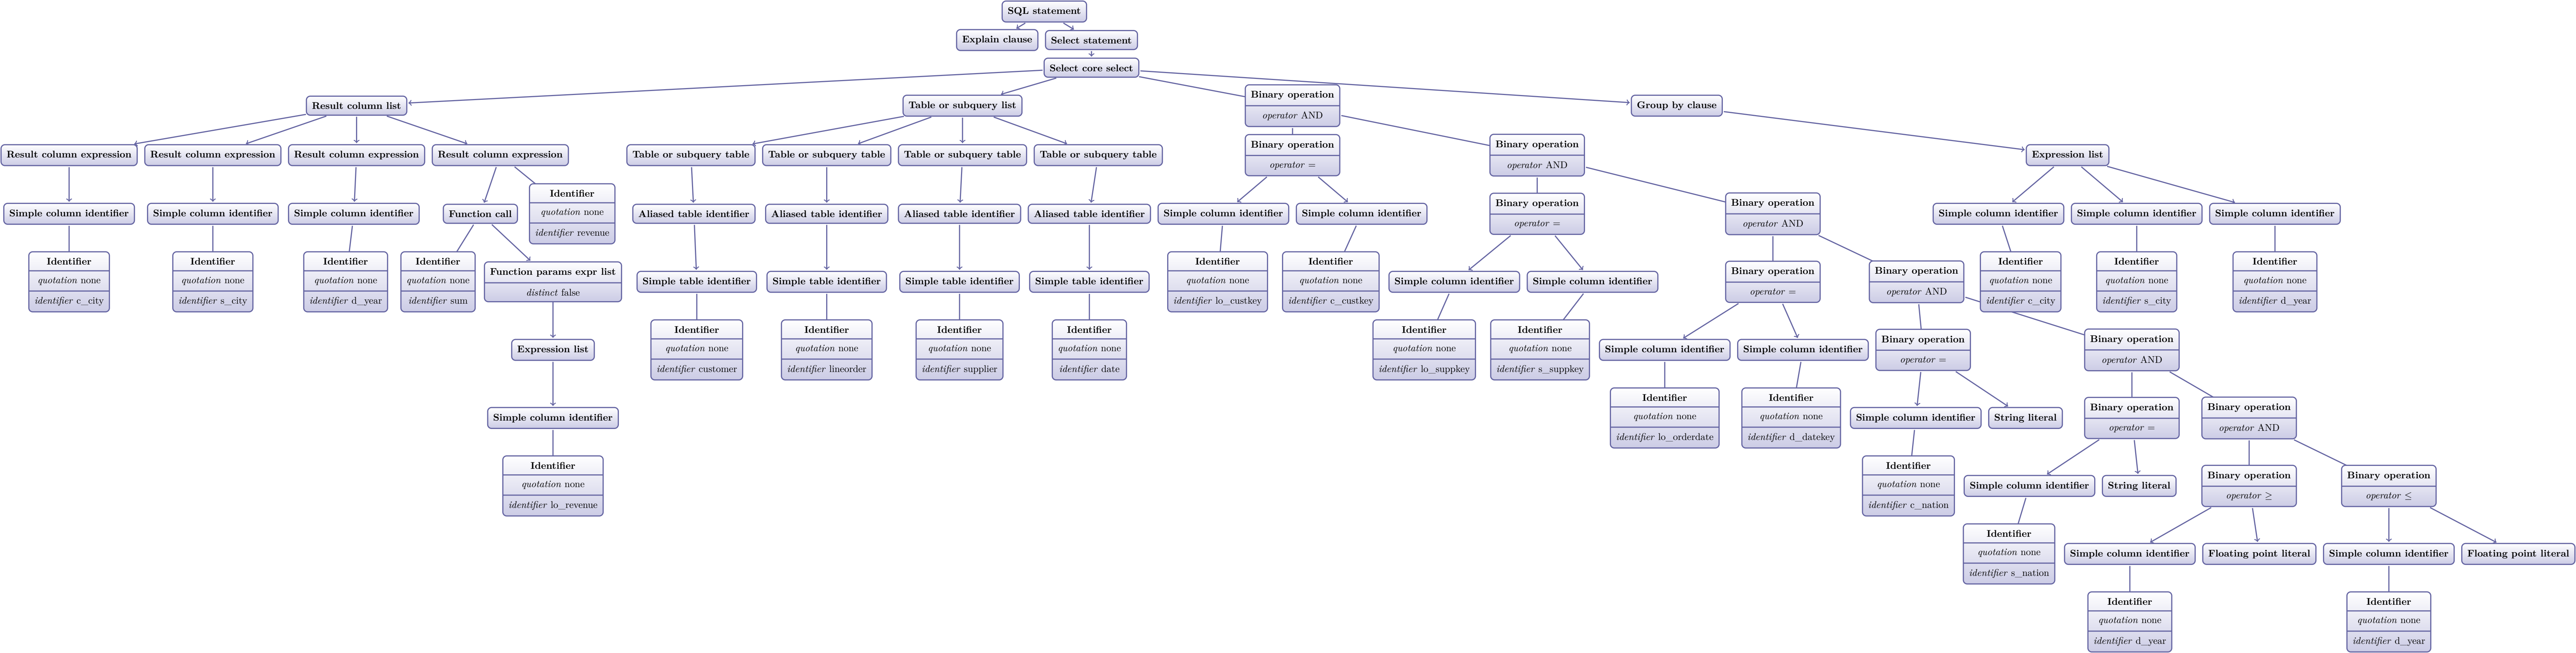 SQL statement
Explain clause
Select statement
Select core select
Result column list
Table or subquery list
Binary operation
operator AND
Group by clause
Result column expression
Result column expression
Result column expression
Result column expression
Table or subquery table
Table or subquery table
Table or subquery table
Table or subquery table
Binary operation
operator =
Binary operation
operator AND
Expression list
Simple column identifier
Simple column identifier
Simple column identifier
Function call
Identifier
quotation none
identifier revenue
Aliased table identifier
Aliased table identifier
Aliased table identifier
Aliased table identifier
Simple column identifier
Simple column identifier
Binary operation
operator =
Binary operation
operator AND
Simple column identifier
Simple column identifier
Simple column identifier
Identifier
quotation none
identifier c_city
Identifier
quotation none
identifier s_city
Identifier
quotation none
identifier d_year
Identifier
quotation none
identifier sum
Function params expr list
distinct false
Simple table identifier
Simple table identifier
Simple table identifier
Simple table identifier
Identifier
quotation none
identifier lo_custkey
Identifier
quotation none
identifier c_custkey
Simple column identifier
Simple column identifier
Binary operation
operator =
Binary operation
operator AND
Identifier
quotation none
identifier c_city
Identifier
quotation none
identifier s_city
Identifier
quotation none
identifier d_year
Expression list
Identifier
quotation none
identifier customer
Identifier
quotation none
identifier lineorder
Identifier
quotation none
identifier supplier
Identifier
quotation none
identifier date
Identifier
quotation none
identifier lo_suppkey
Identifier
quotation none
identifier s_suppkey
Simple column identifier
Simple column identifier
Binary operation
operator =
Binary operation
operator AND
Simple column identifier
Identifier
quotation none
identifier lo_orderdate
Identifier
quotation none
identifier d_datekey
Simple column identifier
String literal
Binary operation
operator =
Binary operation
operator AND
Identifier
quotation none
identifier lo_revenue
Identifier
quotation none
identifier c_nation
Simple column identifier
String literal
Binary operation
operator ≥
Binary operation
operator ≤
Identifier
quotation none
identifier s_nation
Simple column identifier
Floating point literal
Simple column identifier
Floating point literal
Identifier
quotation none
identifier d_year
Identifier
quotation none
identifier d_year